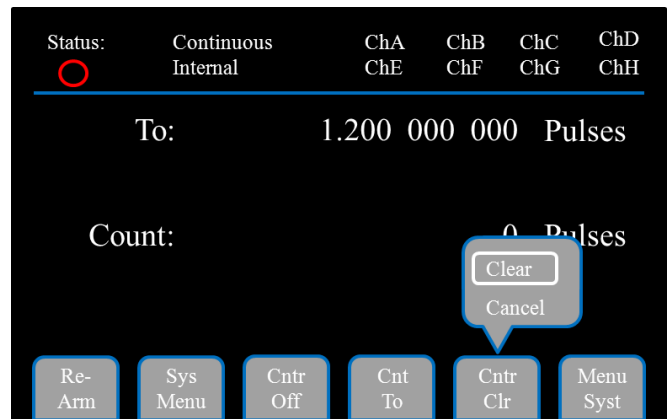 Status: Continuous ChA ChB ChC ChD
Internal ChE ChF ChG ChH
To: 1.200 000 000 Pulses
Count: 0 Pulses
Clear
Cancel
Re- Sys Cntr Cnt Cntr Menu
Arm Menu Off To Clr Syst